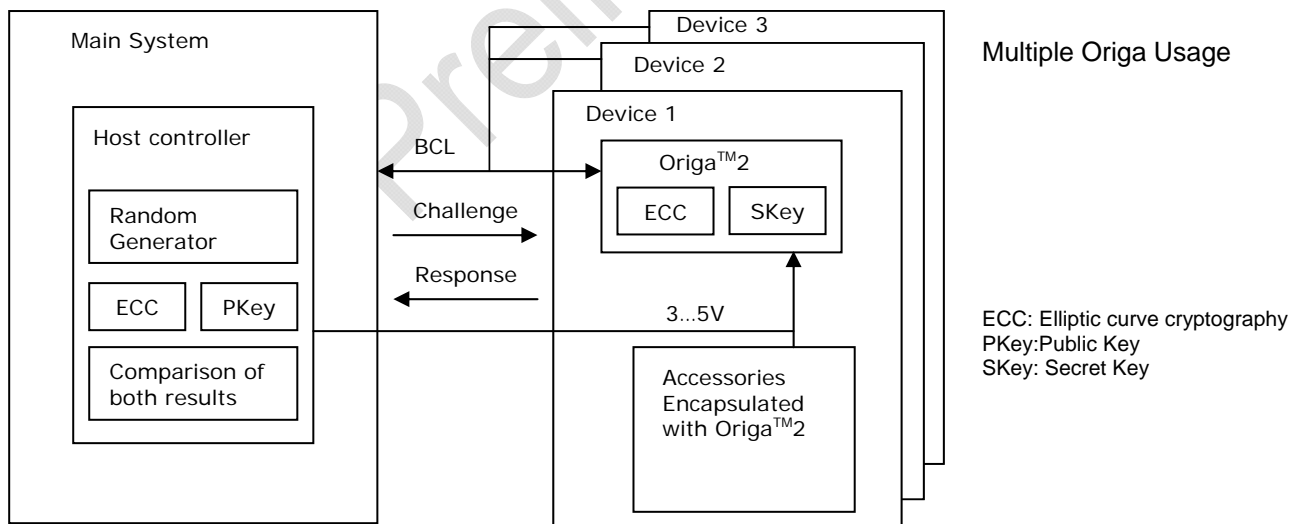 Main System
Host controller
Random
Generator
ECC
PKey
Comparison of
both results
BCL
Challenge
Response
3...5V
Device 3
Device 2
Device 1
Origa™2
ECC
SKey
Accessories
Encapsulated
with Origa™2
Multiple Origa Usage
ECC: Elliptic curve cryptography
PKey:Public Key
SKey: Secret Key